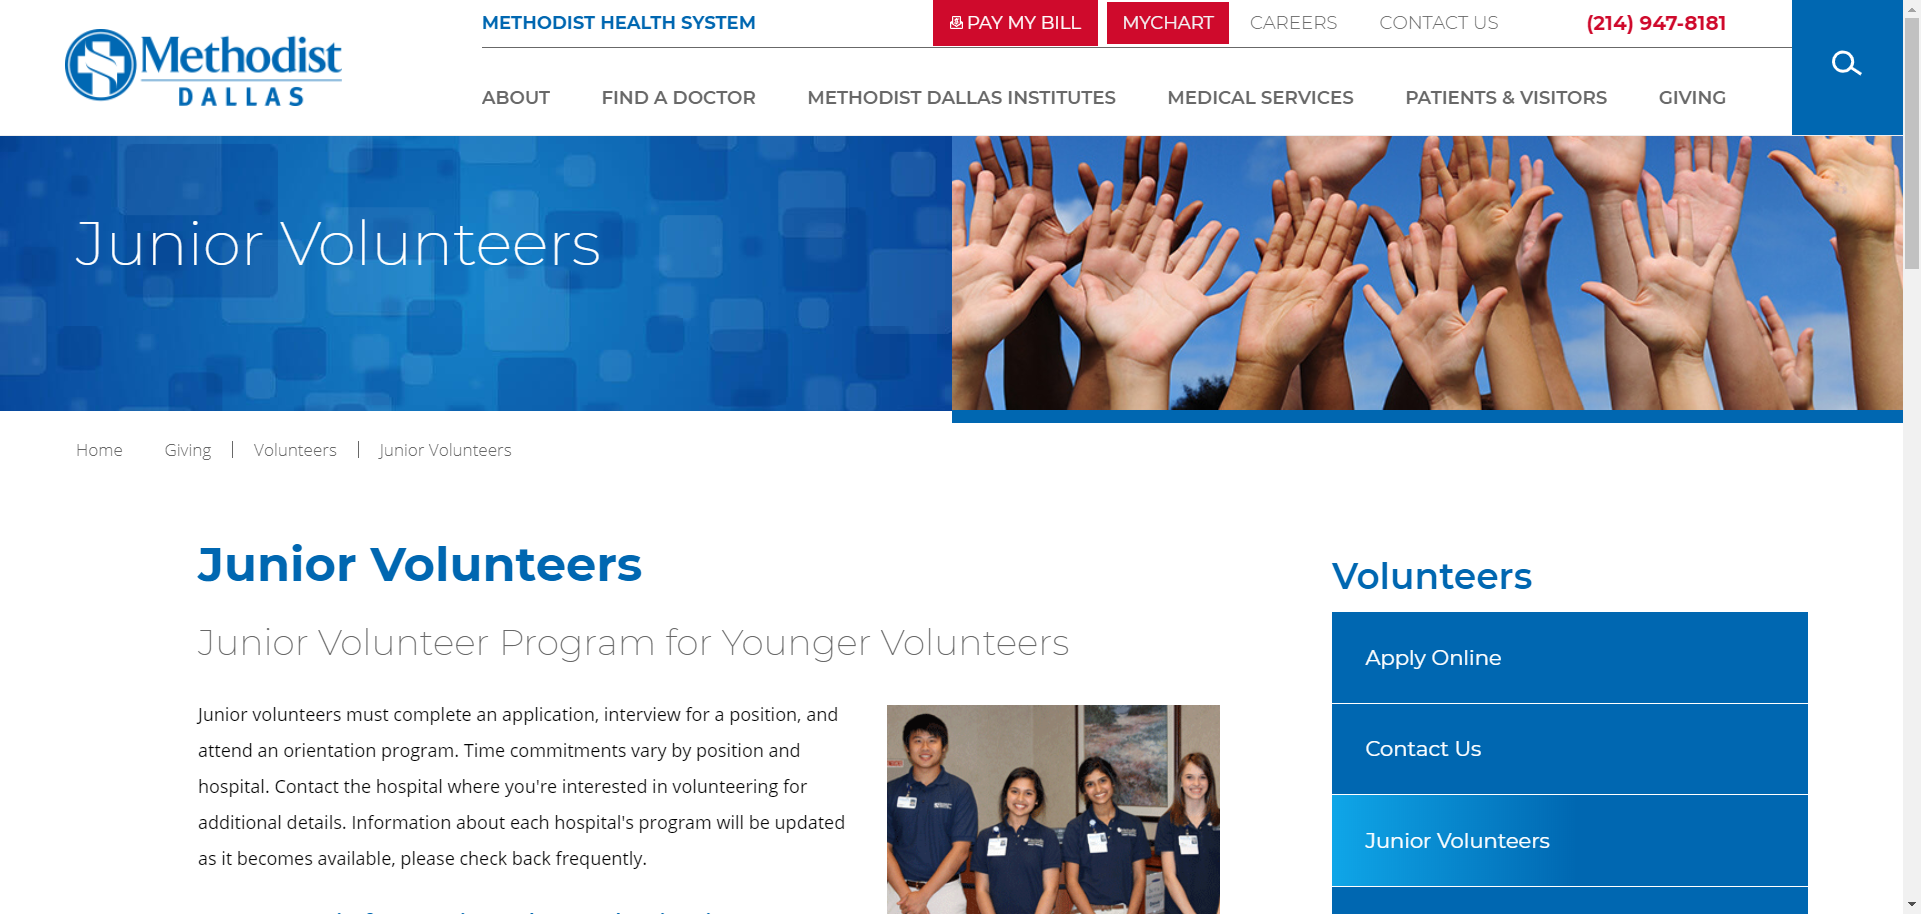 METHODIST HEALTH SYSTEM
PAY MY BILL
MYCHART
CAREERS
CONTACT US
(214) 947-8181
Methodist
DALLAS
ABOUT
FIND A DOCTOR
METHODIST DALLAS INSTITUTES
MEDICAL SERVICES
PATIENTS & VISITORS
GIVING
Junior Volunteers
Home
Giving
Volunteers
Junior Volunteers
Junior Volunteers
Junior Volunteer Program for Younger Volunteers
Junior volunteers must complete an application, interview for a position, and
attend an orientation program. Time commitments vary by position and
hospital. Contact the hospital where you're interested in volunteering for
additional details. Information about each hospital's program will be updated
as it becomes available, please check back frequently.
Volunteers
Apply Online
Contact Us
Junior Volunteers